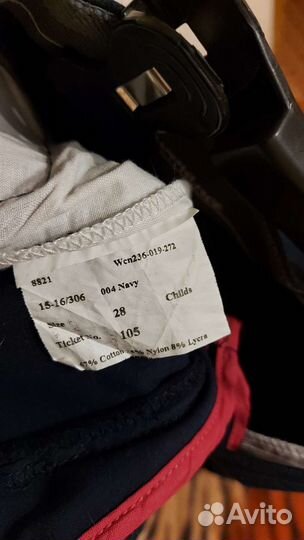 8821 Wcn236-019-272
15-16/306 004 Navy
Size 28 Childs
Ticket No. 105
Cotton Nylon 8% Lycra
Avito